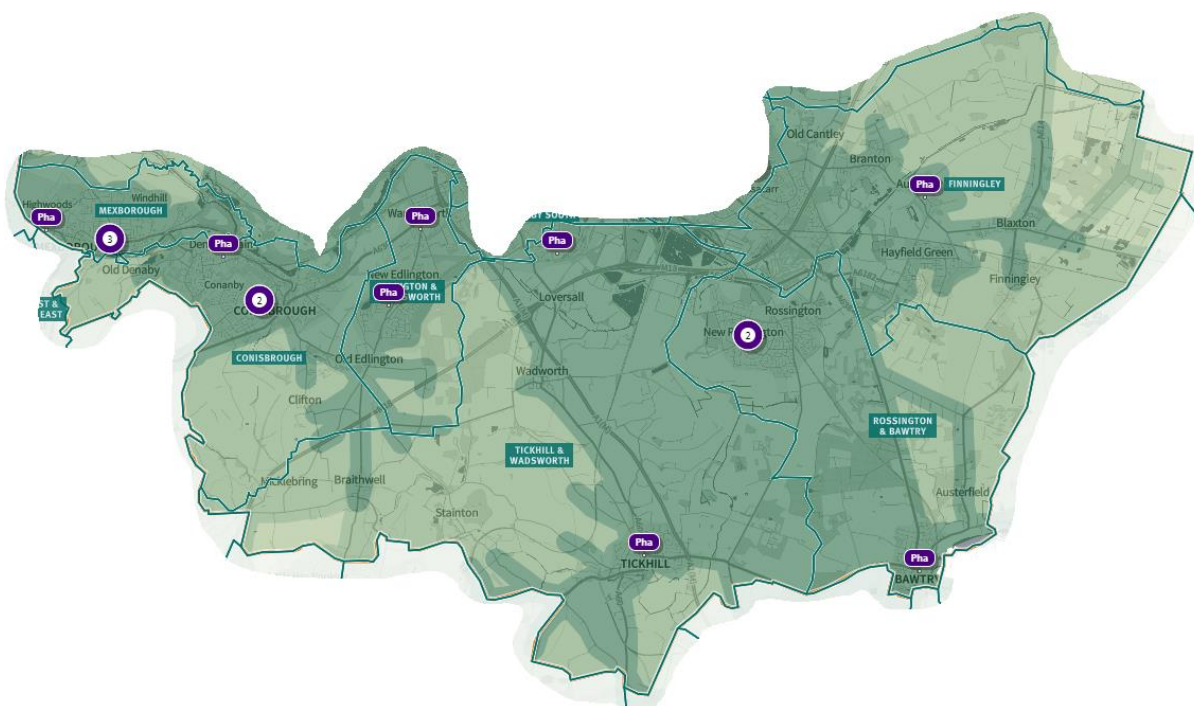 Old Cantley
Branton
Pha
FINNINGLEY
Windhill
Highwoods
MEXBOROUGH
Pha
Pha
3
Pha
Pha
Blaxton
Hayfield Green
Old Denaby
New Edlington
Finningley
Conanby
2
Pha
Loversall
Rossington
2
CONISBROUGH
Old Edlington
Wadworth
Clifton
ROSSINGTON
& BAWTRY
TICKHILL &
WADSWORTH
Micklebring
Braithwell
Austerfield
Stainton
Pha
TICKHILL
Pha
BAWTRY